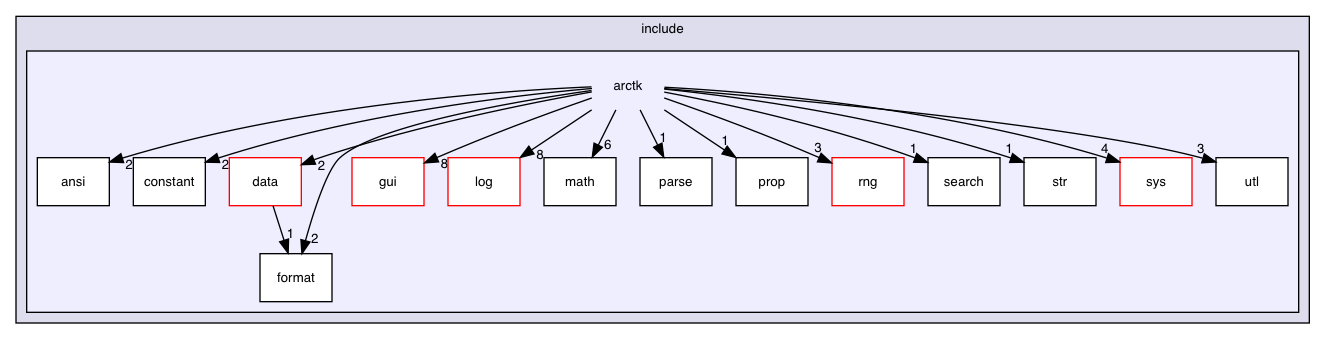 include
arctk
2 2 2 8 8 6 1 1 3 1 1 4 3
ansi constant data gui log math parse prop rng search str sys utl
1 2
format